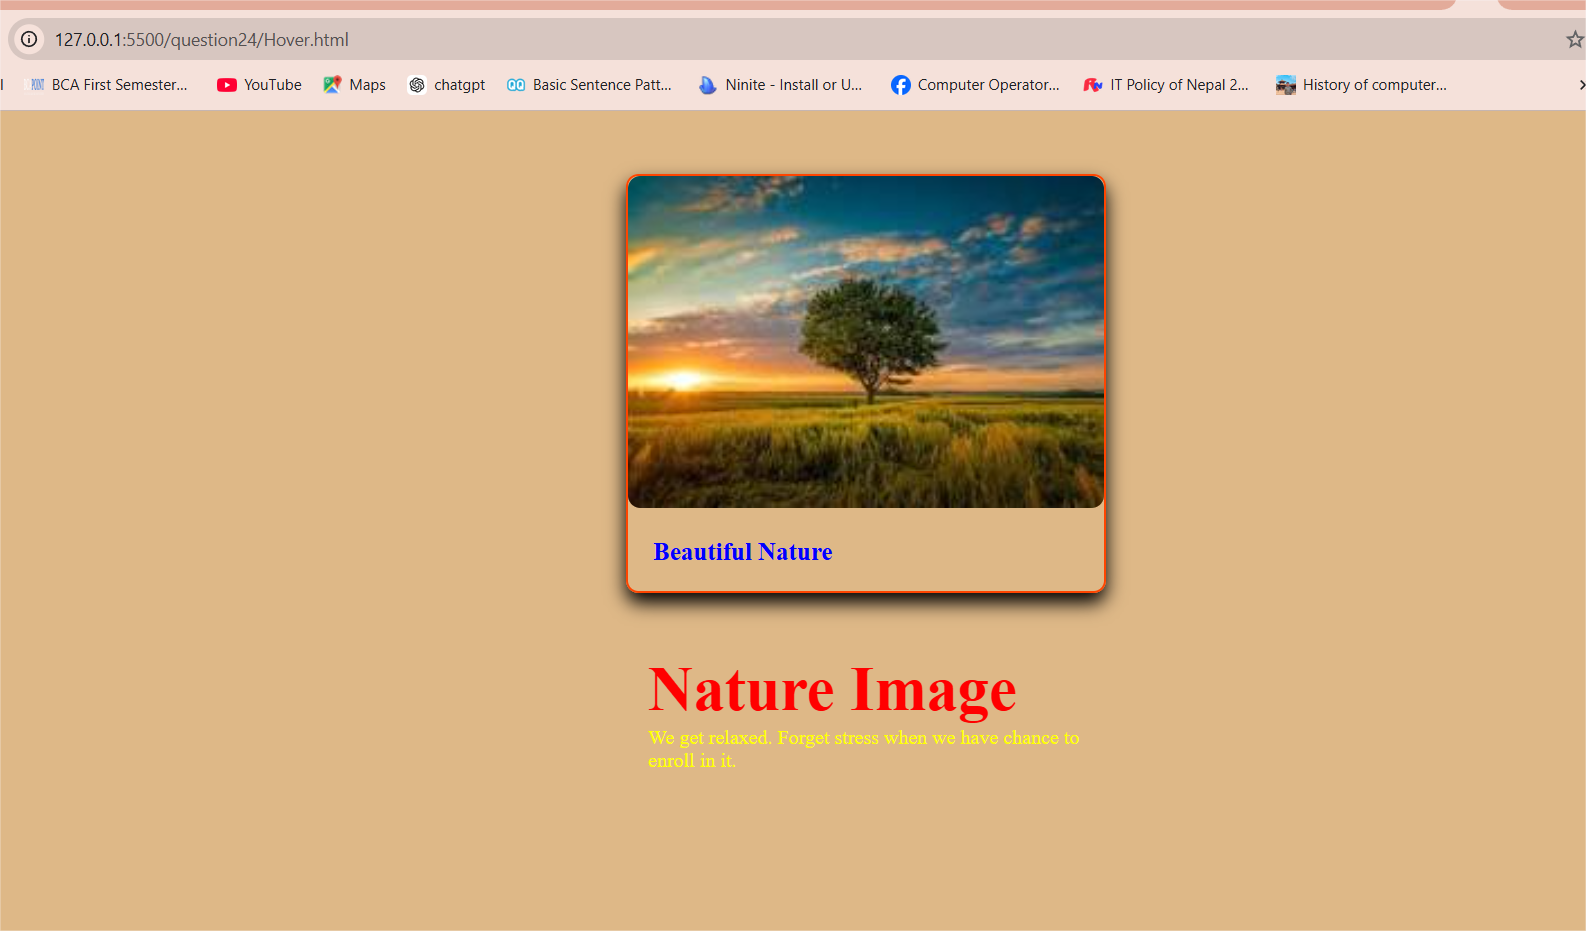 127.0.0.1:5500/question24/Hover.html
BCA First Semester... YouTube Maps chatgpt Basic Sentence Patt... Ninite - Install or U... Computer Operator... IT Policy of Nepal 2... History of computer...
Beautiful Nature
Nature Image
We get relaxed. Forget stress when we have chance to
enroll in it.